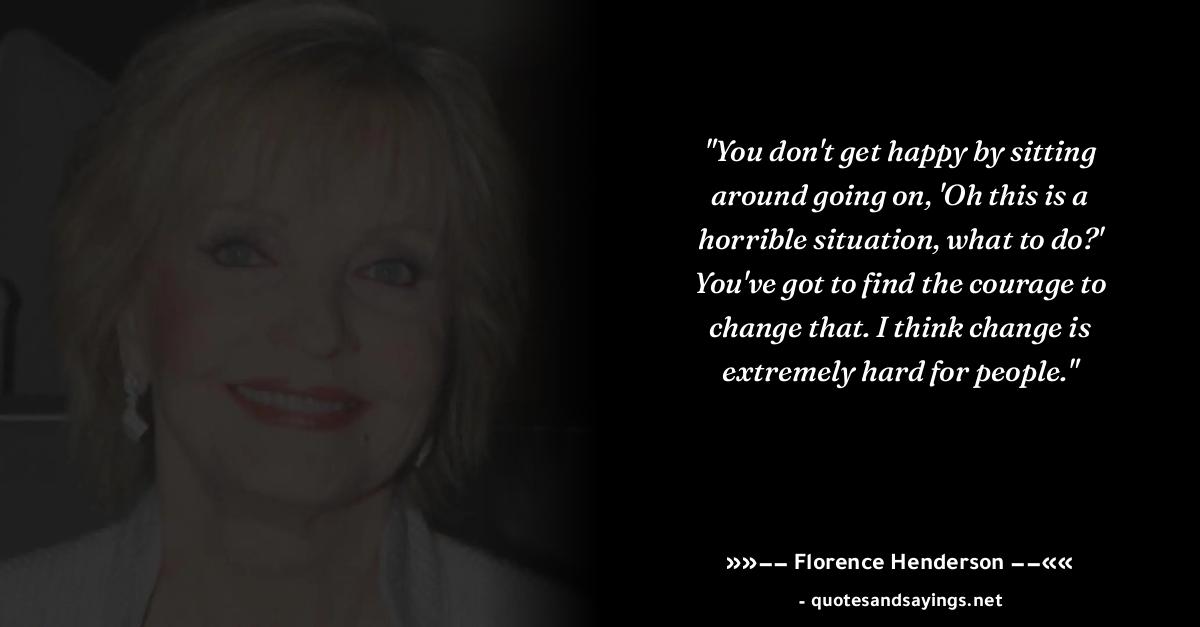 "You don't get happy by sitting
around going on, 'Oh this is a
horrible situation, what to do?'
You've got to find the courage to
change that. I think change is
extremely hard for people."
»»−− Florence Henderson −−««
- quotesandsayings.net